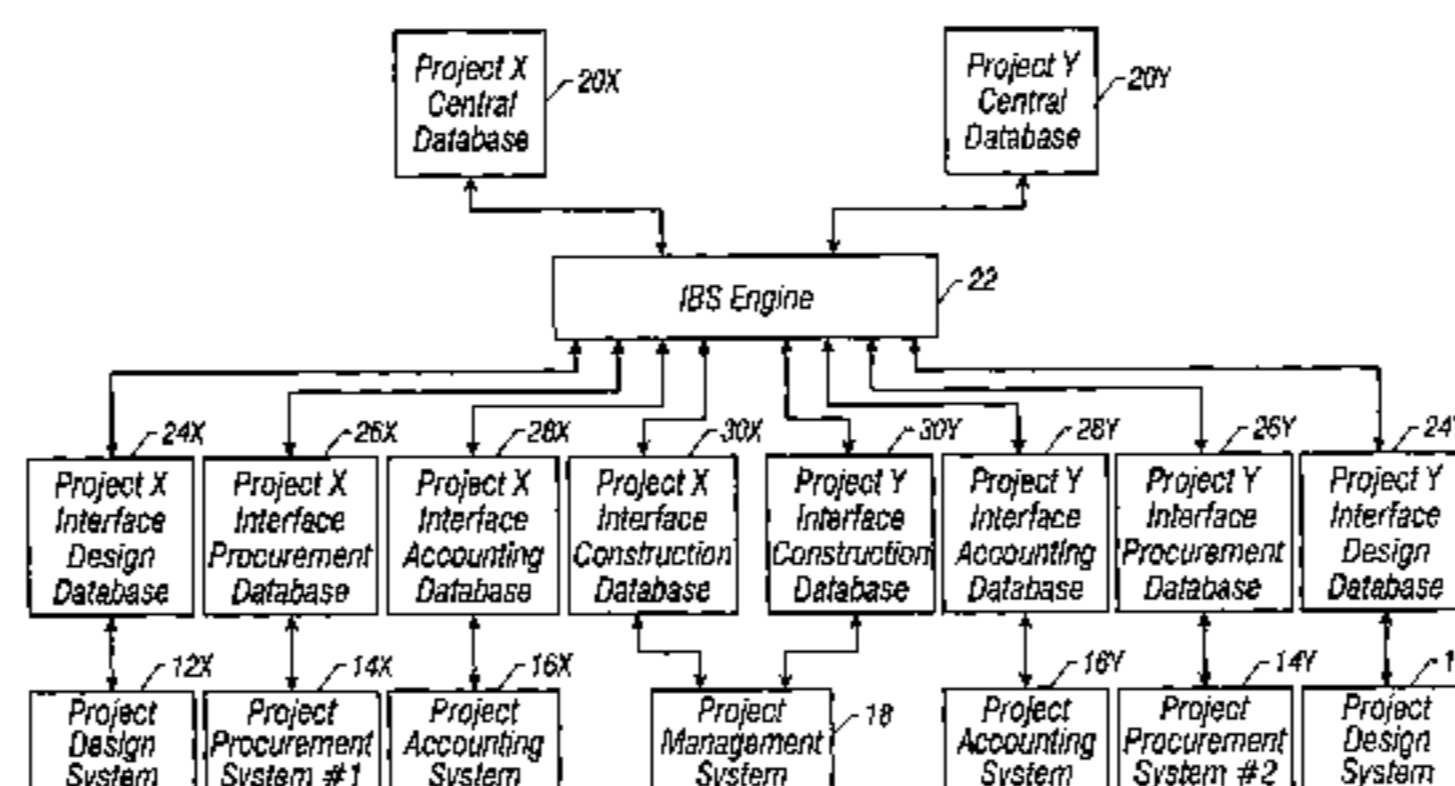 Project X
Central
Database
20X
Project Y
Central
Database
20Y
IBS Engine
22
24X
26X
28X
30X
30Y
28Y
26Y
24Y
Project X
Interface
Design
Database
Project X
Interface
Procurement
Database
Project X
Interface
Accounting
Database
Project X
Interface
Construction
Database
Project Y
Interface
Construction
Database
Project Y
Interface
Accounting
Database
Project Y
Interface
Procurement
Database
Project Y
Interface
Design
Database
12X
14X
16X
18
16Y
14Y
Project
Design
System
Project
Procurement
System #1
Project
Accounting
System
Project
Management
System
Project
Accounting
System
Project
Procurement
System #2
Project
Design
System